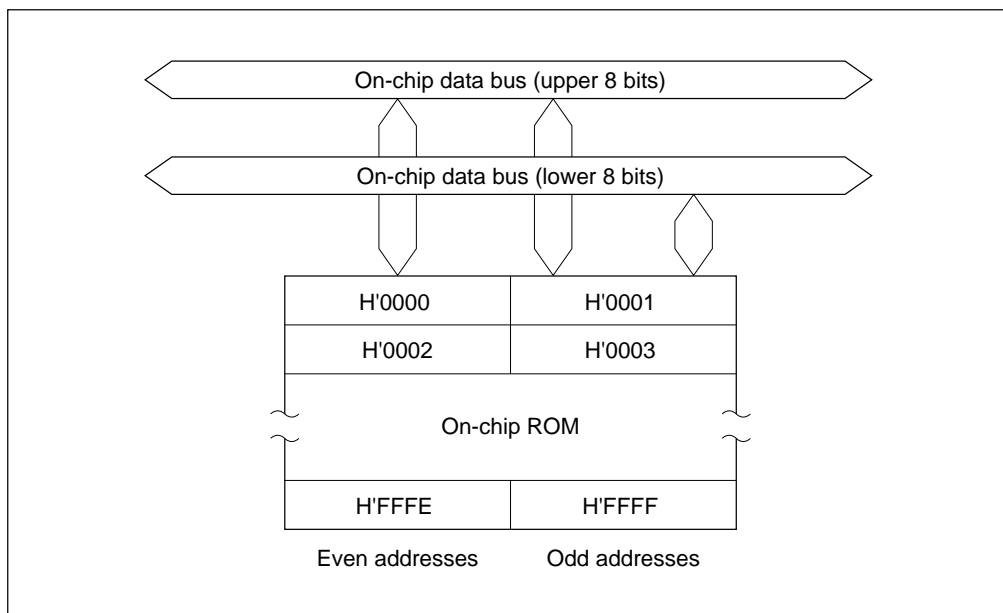 On-chip data bus (upper 8 bits)
On-chip data bus (lower 8 bits)
H'0000 H'0001
H'0002 H'0003
On-chip ROM
H'FFFE H'FFFF
Even addresses Odd addresses